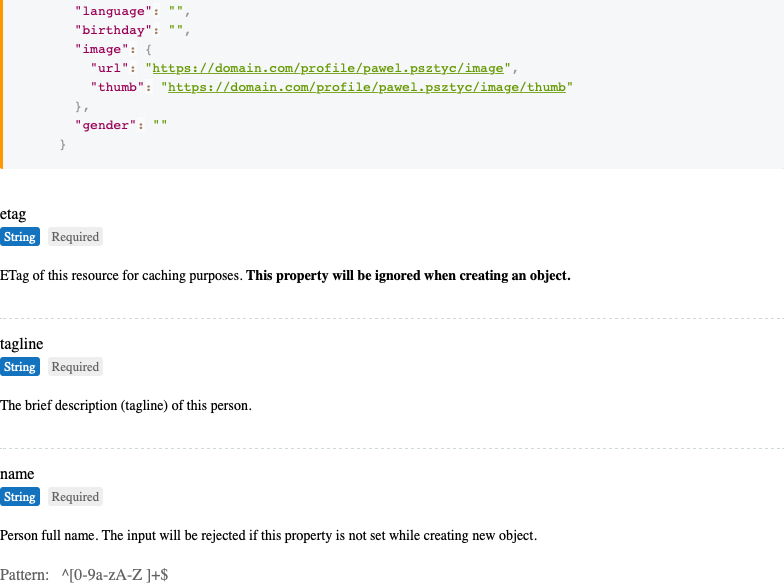 "language": "",
"birthday": "",
"image": {
"url": "https://domain.com/profile/pawel.psztyc/image",
"thumb": "https://domain.com/profile/pawel.psztyc/image/thumb"
},
"gender": ""
}
etag
String Required
ETag of this resource for caching purposes. This property will be ignored when creating an object.
tagline
String Required
The brief description (tagline) of this person.
name
String Required
Person full name. The input will be rejected if this property is not set while creating new object.
Pattern: ^[0-9a-zA-Z ]+$